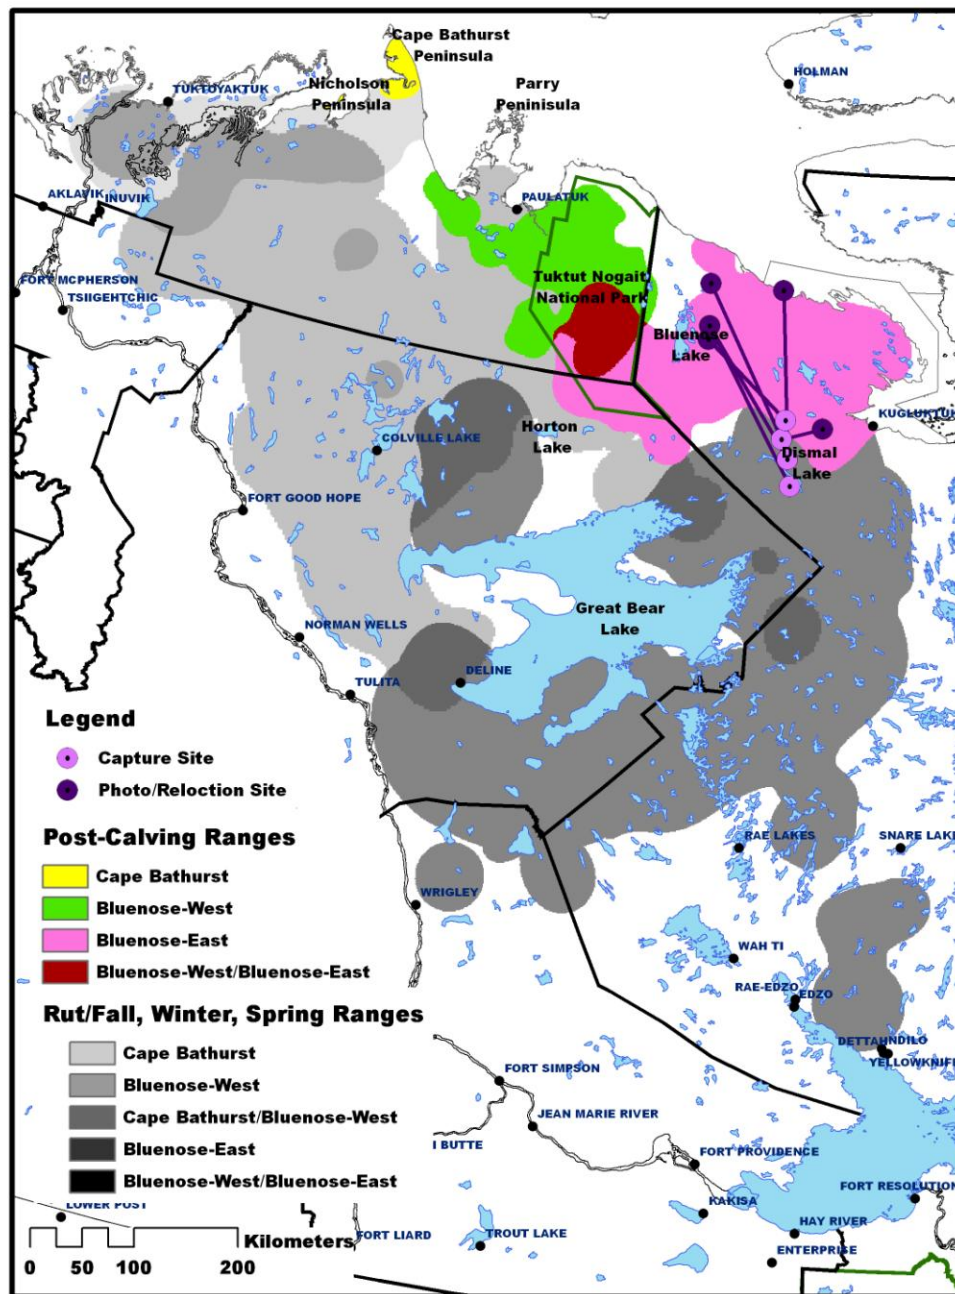 Cape Bathurst
Peninsula
HOLMAN
TUKTOYAKTUK
Nicholson
Peninsula
Parry
Peninisula
AKLAVIK
INUVIK
PAULATUK
FORT MCPHERSON
TSIIGEHTCHIC
Tuktut Nogait
National Park
Bluenose
Lake
KUGLUKTUK
Horton
Lake
COLVILLE LAKE
Dismal
Lake
FORT GOOD HOPE
Great Bear
Lake
NORMAN WELLS
DELINE
TULITA
Legend
Capture Site
Photo/Reloction Site
Post-Calving Ranges
Cape Bathurst
Bluenose-West
Bluenose-East
Bluenose-West/Bluenose-East
RAE LAKES
SNARE LAKE
WRIGLEY
WAH TI
RAE-EDZO
EDZO
DETTAH
NDILO
YELLOWKNIFE
Rut/Fall, Winter, Spring Ranges
Cape Bathurst
Bluenose-West
Cape Bathurst/Bluenose-West
Bluenose-East
Bluenose-West/Bluenose-East
FORT SIMPSON
JEAN MARIE RIVER
I BUTTE
FORT PROVIDENCE
FORT RESOLUTION
KAKISA
LOWER POST
HAY RIVER
FORT LIARD
TROUT LAKE
ENTERPRISE
Kilometers
0 50 100 200